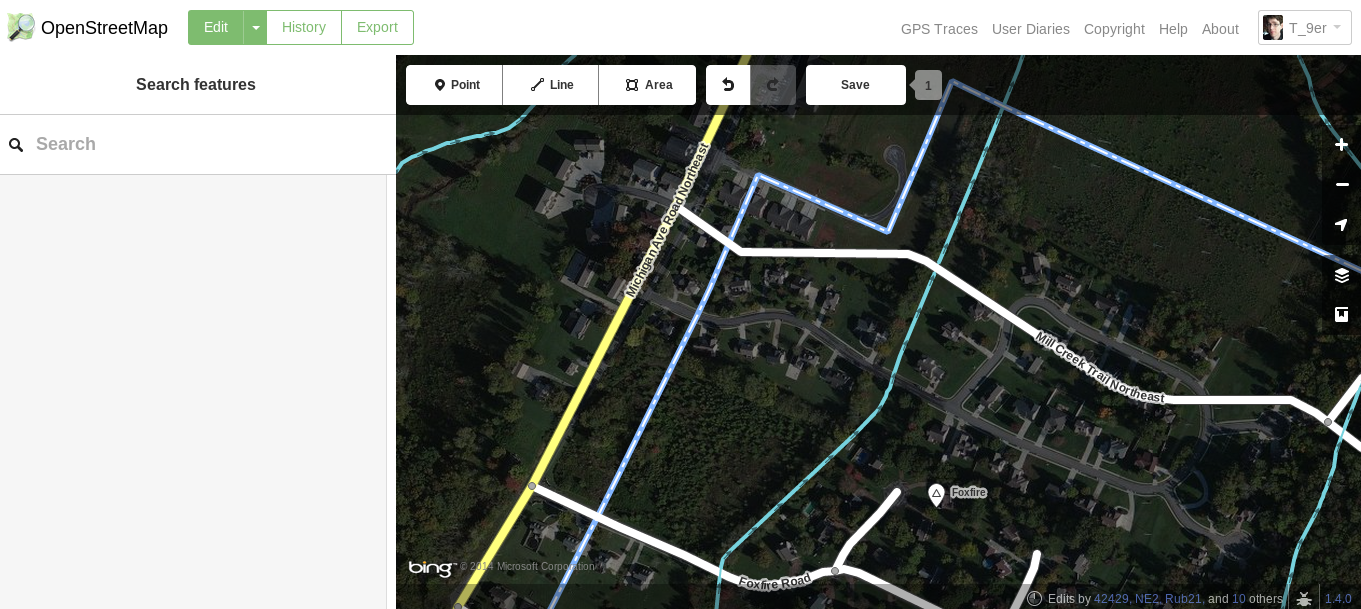 OpenStreetMap
Edit
History
Export
GPS Traces
User Diaries
Copyright
Help
About
T_9er
Search features
Search
Point
Line
Area
Save
1
Michigan Ave Road Northeast
Mill Creek Trail Northeast
Foxfire
Foxfire Road
bing™ © 2014 Microsoft Corporation
Edits by 42429, NE2, Rub21, and 10 others
1.4.0